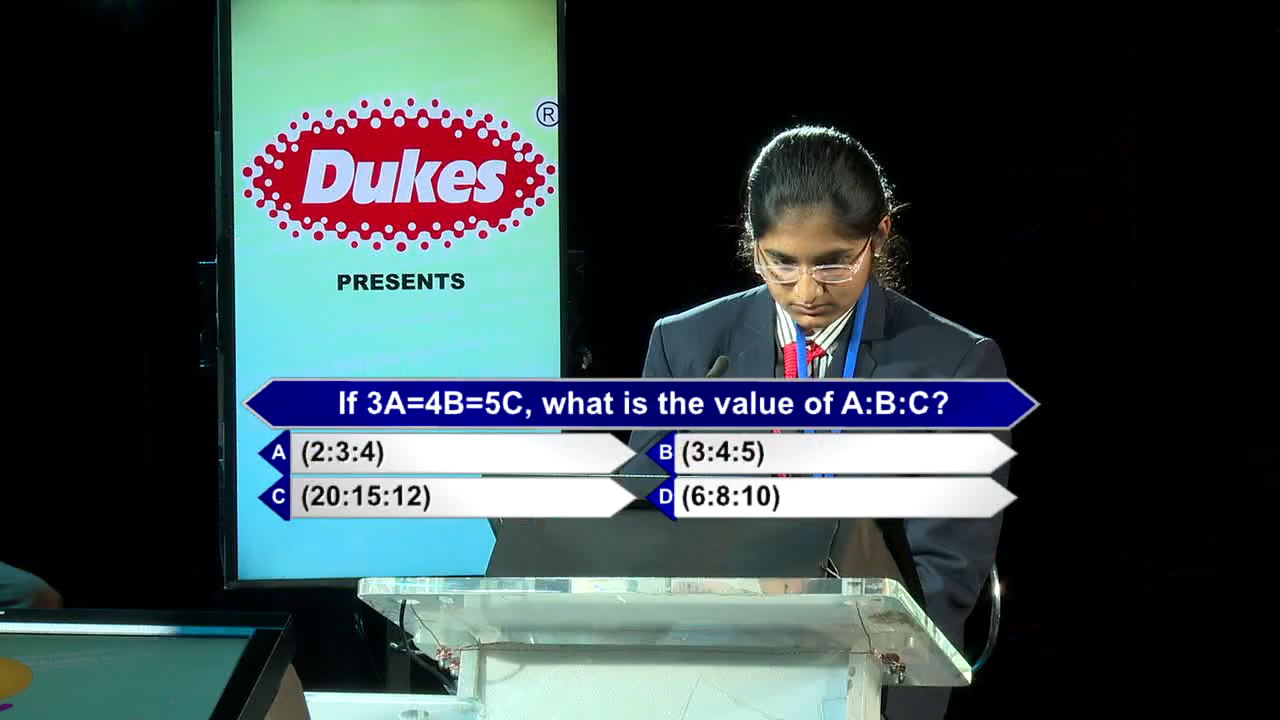 Dukes ®
PRESENTS
If 3A=4B=5C, what is the value of A:B:C?
A (2:3:4)
B (3:4:5)
C (20:15:12)
D (6:8:10)